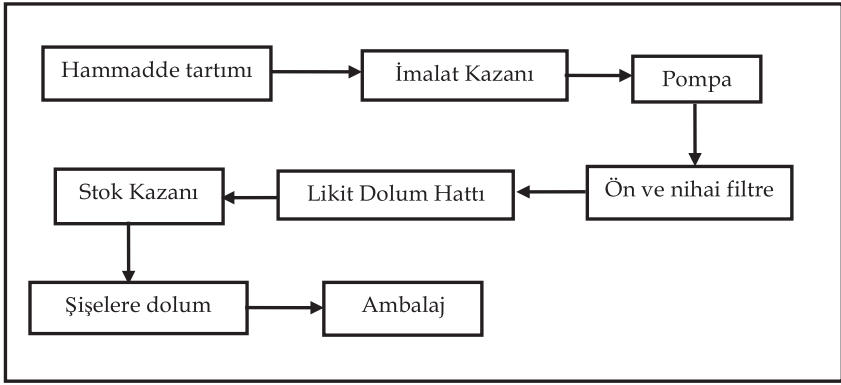 Hammadde tartımı
İmalat Kazanı
Pompa
Ön ve nihai filtre
Likit Dolum Hattı
Stok Kazanı
Şişelere dolum
Ambalaj